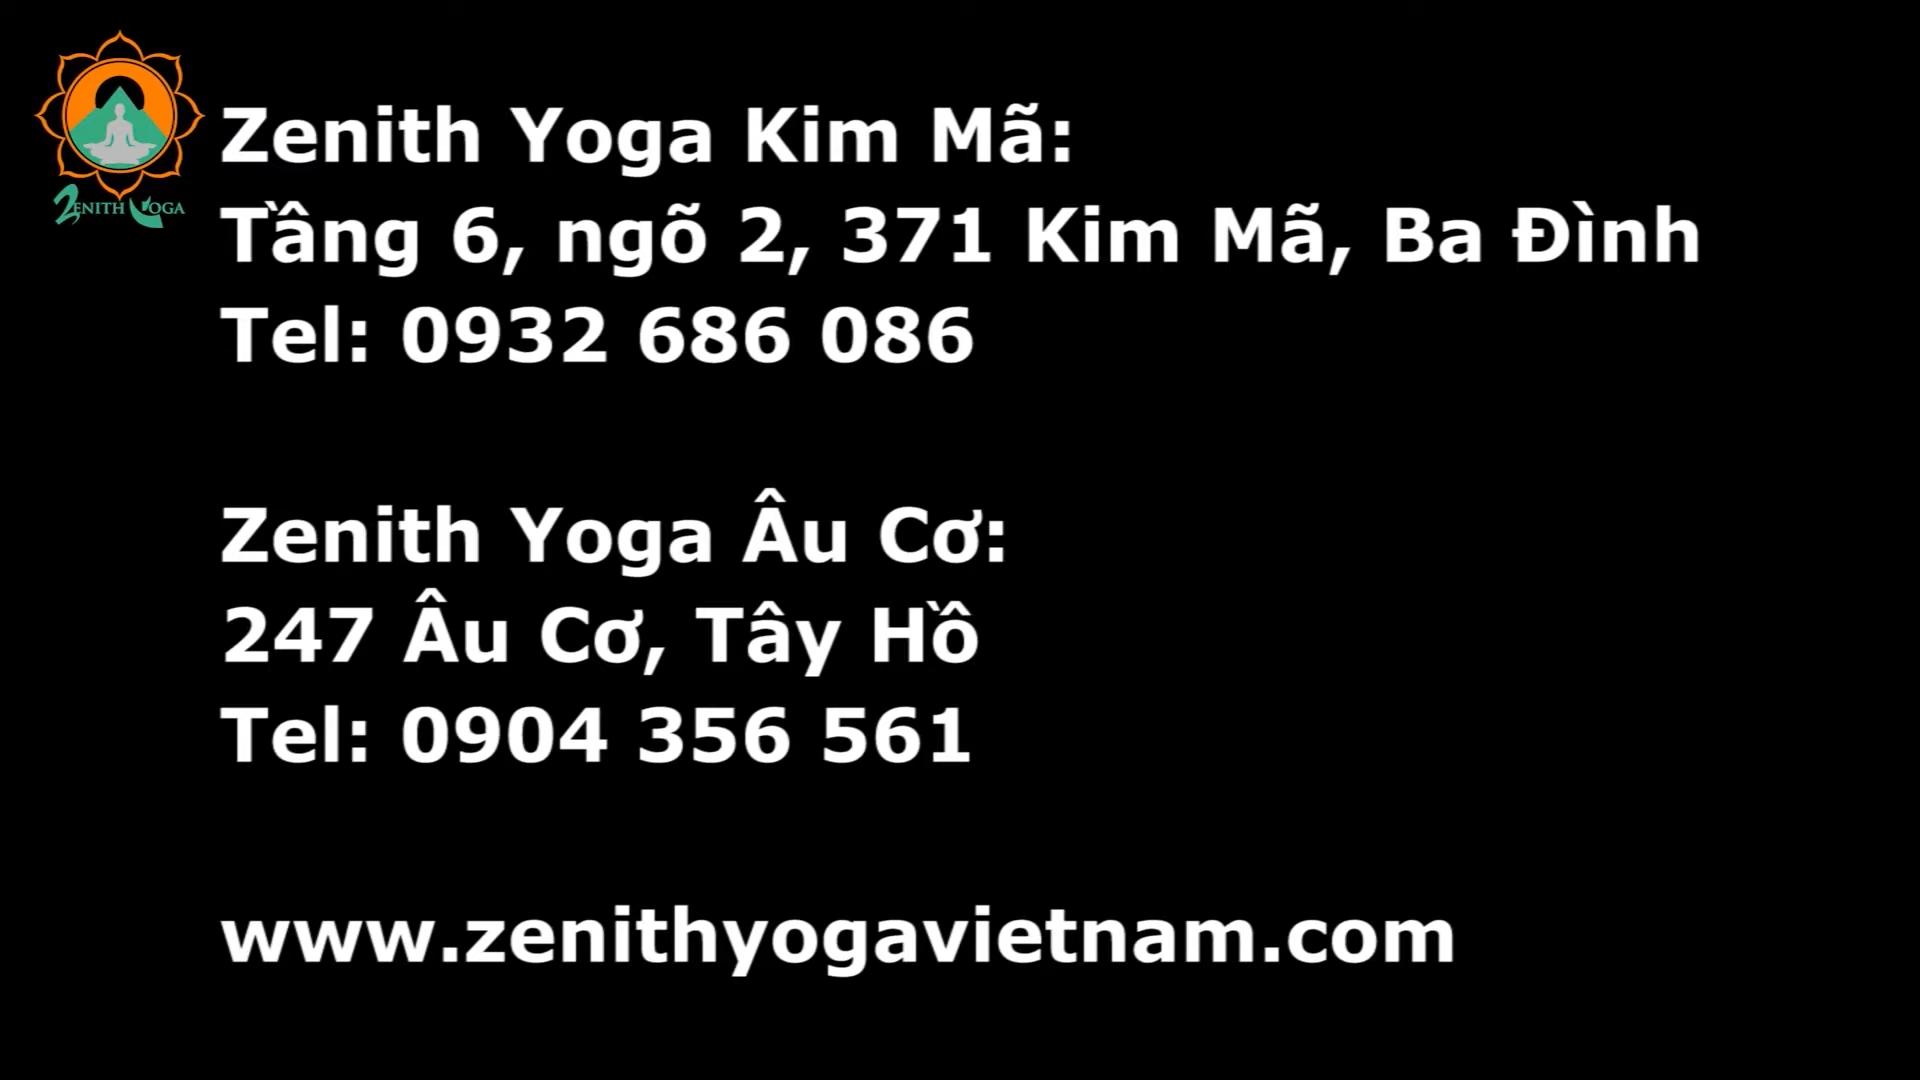 ZENITH YOGA
Zenith Yoga Kim Mã:
Tầng 6, ngõ 2, 371 Kim Mã, Ba Đình
Tel: 0932 686 086
Zenith Yoga Âu Cơ:
247 Âu Cơ, Tây Hồ
Tel: 0904 356 561
www.zenithyogavietnam.com